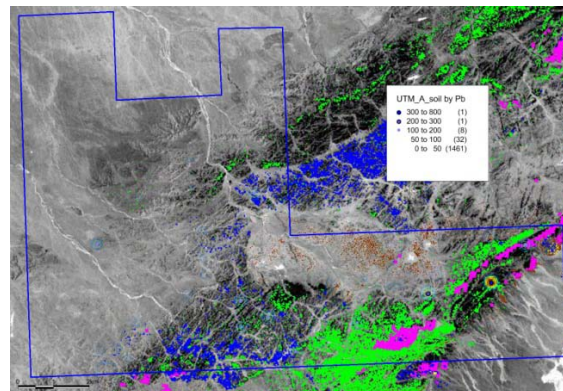 UTM_A_soil by Pb
300 to 800 (1)
200 to 300 (1)
100 to 200 (8)
50 to 100 (32)
0 to 50 (1461)